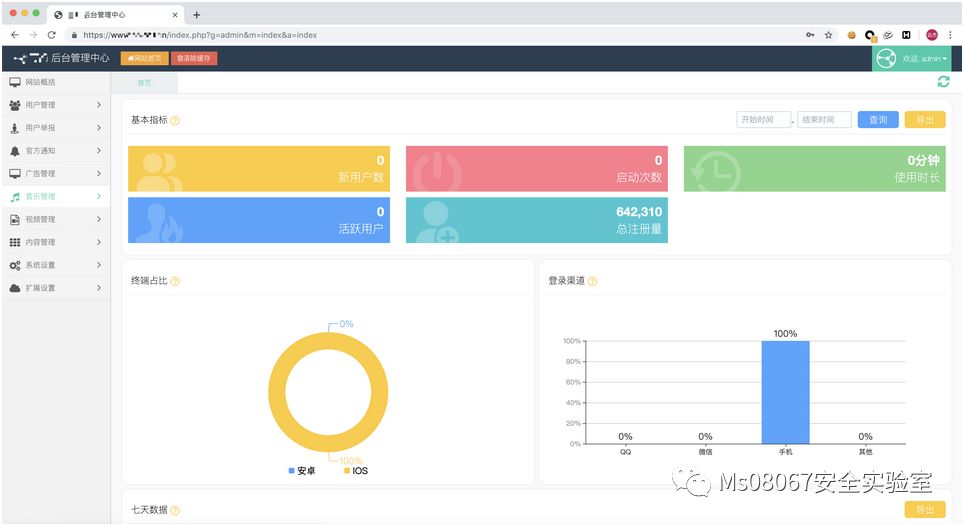 后台管理中心
https://www
n/index.php?g=admin&m=index&a=index
后台管理中心
网站首页
清除缓存
欢迎, admin
网站概括
首页
用户管理
用户举报
官方通知
广告管理
音乐管理
视频管理
内容管理
系统设置
扩展设置
基本指标
开始时间
-
结束时间
查询
导出
0
新用户数
0
启动次数
0分钟
使用时长
0
活跃用户
642,310
总注册量
终端占比
0%
100%
安卓
IOS
登录渠道
100%
100%
80%
60%
40%
20%
0%
0%
0%
0%
QQ
微信
手机
其他
七天数据
导出
Ms08067安全实验室